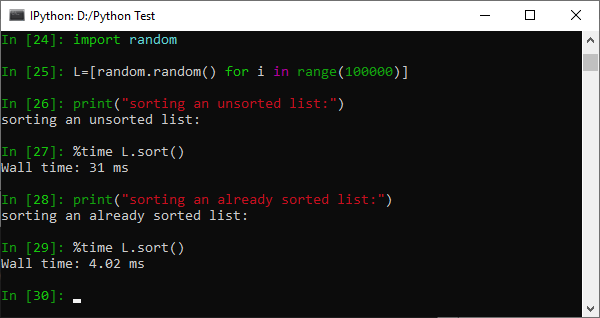 IPython: D:/Python Test
In [24]: import random
In [25]: L=[random.random() for i in range(100000)]
In [26]: print("sorting an unsorted list:")
sorting an unsorted list:
In [27]: %time L.sort()
Wall time: 31 ms
In [28]: print("sorting an already sorted list:")
sorting an already sorted list:
In [29]: %time L.sort()
Wall time: 4.02 ms
In [30]: